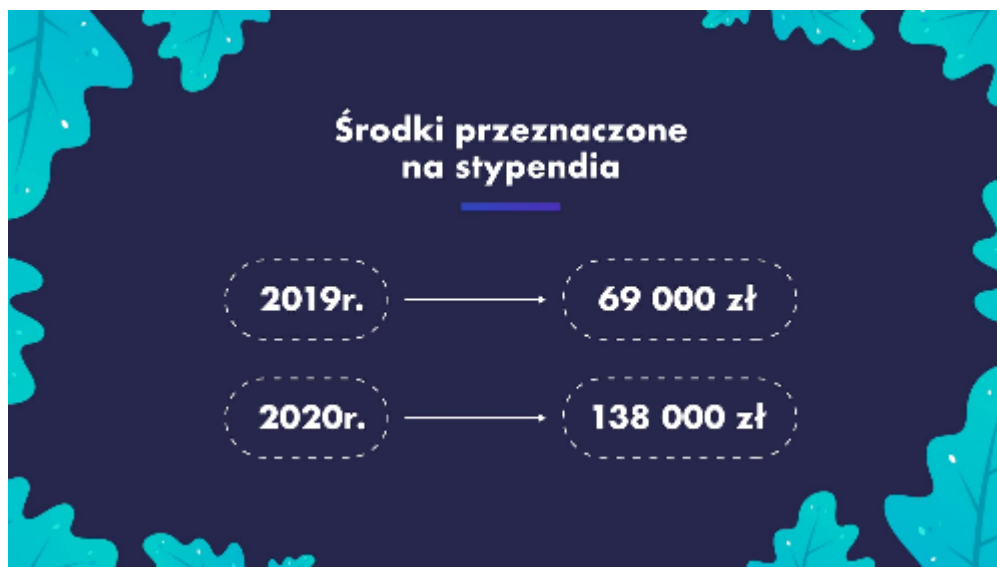 Środki przeznaczone
na stypendia
2019r. 69 000 zł
2020r. 138 000 zł